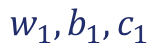 w₁, b₁, c₁